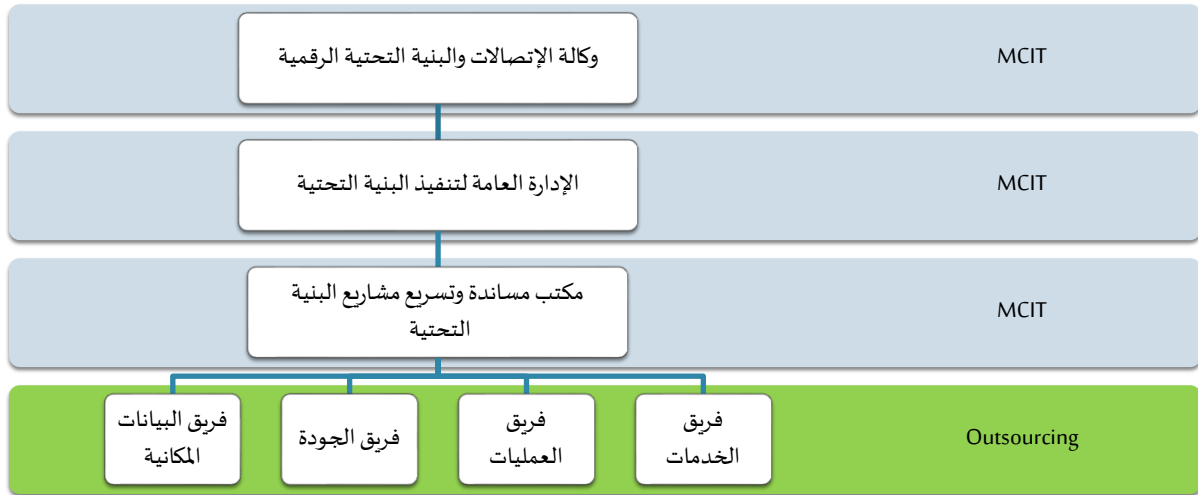 وكالة الإتصالات والبنية التحتية الرقمية
MCIT
الإدارة العامة لتنفيذ البنية التحتية
MCIT
مكتب مساندة وتسريع مشاريع البنية
التحتية
MCIT
فريق
الخدمات
فريق
العمليات
فريق الجودة
فريق البيانات
المكانية
Outsourcing